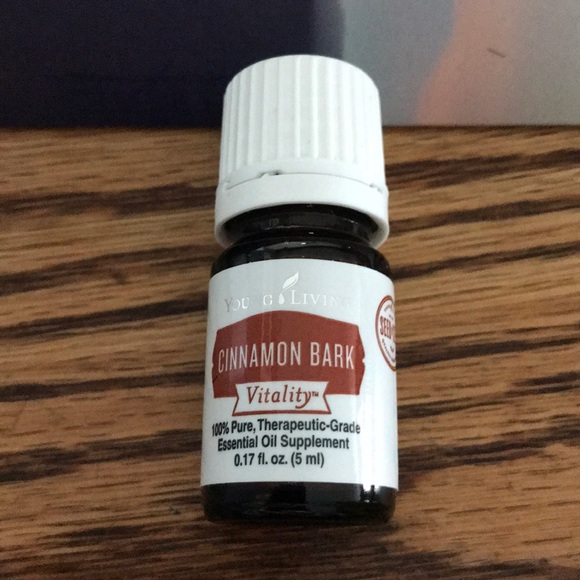 YOUNG LIVING
CINNAMON BARK
Vitality™
100% Pure, Therapeutic-Grade
Essential Oil Supplement
0.17 fl. oz. (5 ml)